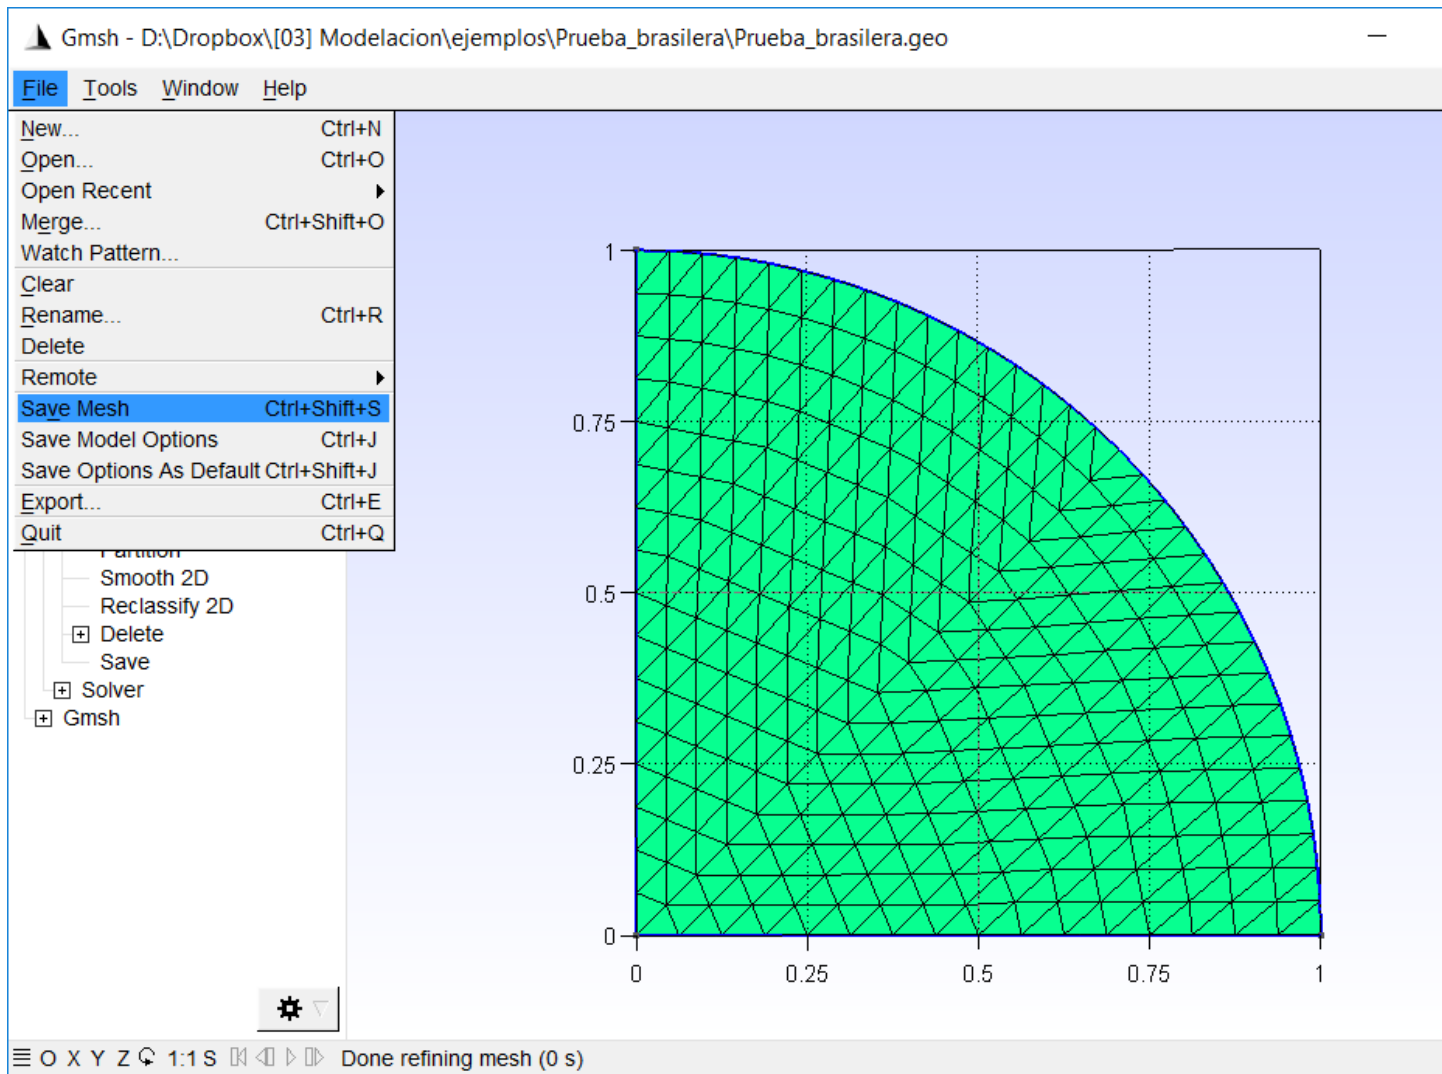 Gmsh - D:\Dropbox\[03] Modelacion\ejemplos\Prueba_brasilera\Prueba_brasilera.geo
File Tools Window Help
New... Ctrl+N
Open... Ctrl+O
Open Recent
Merge... Ctrl+Shift+O
Watch Pattern...
Clear
Rename... Ctrl+R
Delete
Remote
Save Mesh Ctrl+Shift+S
Save Model Options Ctrl+J
Save Options As Default Ctrl+Shift+J
Export... Ctrl+E
Quit Ctrl+Q
Partition
Smooth 2D
Reclassify 2D
Delete
Save
Solver
Gmsh
1
0.75
0.5
0.25
0
0 0.25 0.5 0.75 1
O X Y Z 1:1 S Done refining mesh (0 s)